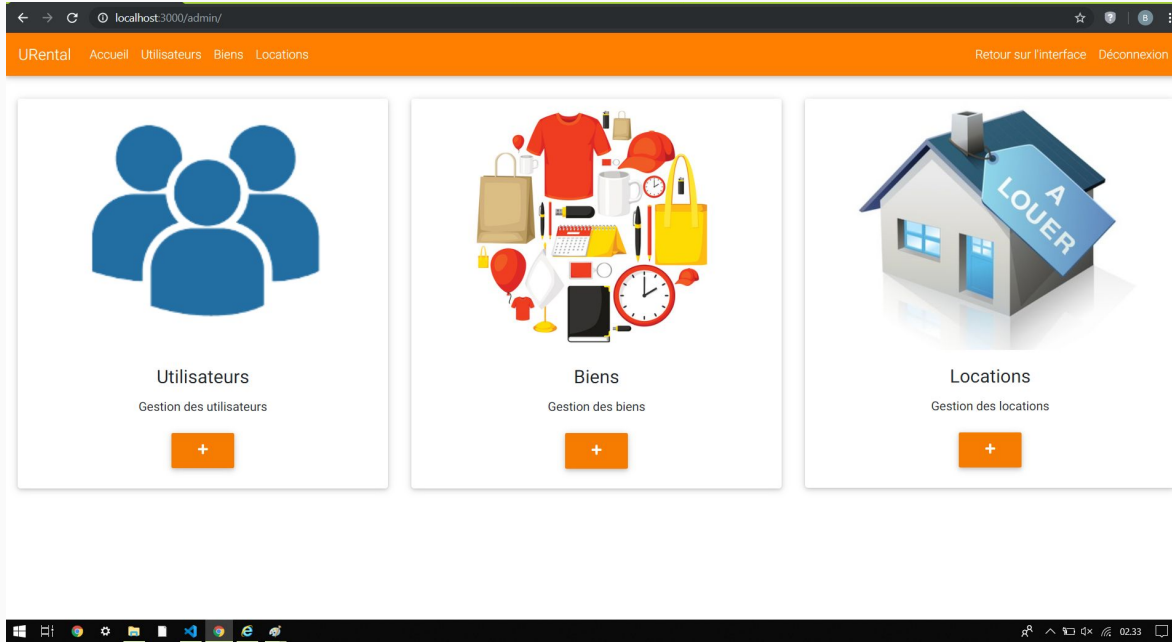 localhost:3000/admin/
B
URental Accueil Utilisateurs Biens Locations Retour sur l'interface Déconnexion
A
LOUER
Utilisateurs
Gestion des utilisateurs
+
Biens
Gestion des biens
+
Locations
Gestion des locations
+
02.33